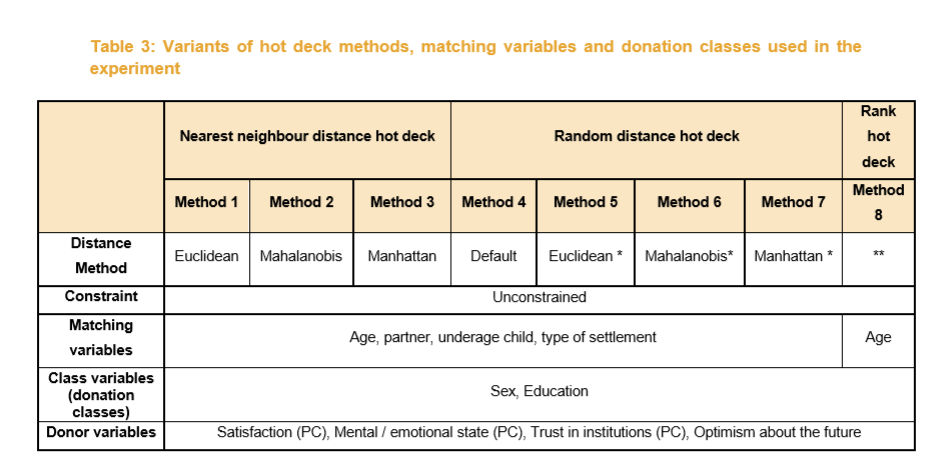 Table 3: Variants of hot deck methods, matching variables and donation classes used in the
experiment
Nearest neighbour distance hot deck
Random distance hot deck
Rank
hot
deck
Method 1
Method 2
Method 3
Method 4
Method 5
Method 6
Method 7
Method
8
Distance
Method
Euclidean
Mahalanobis
Manhattan
Default
Euclidean *
Mahalanobis*
Manhattan *
**
Constraint
Unconstrained
Matching
variables
Age, partner, underage child, type of settlement
Age
Class variables
(donation
classes)
Sex, Education
Donor variables
Satisfaction (PC), Mental / emotional state (PC), Trust in institutions (PC), Optimism about the future